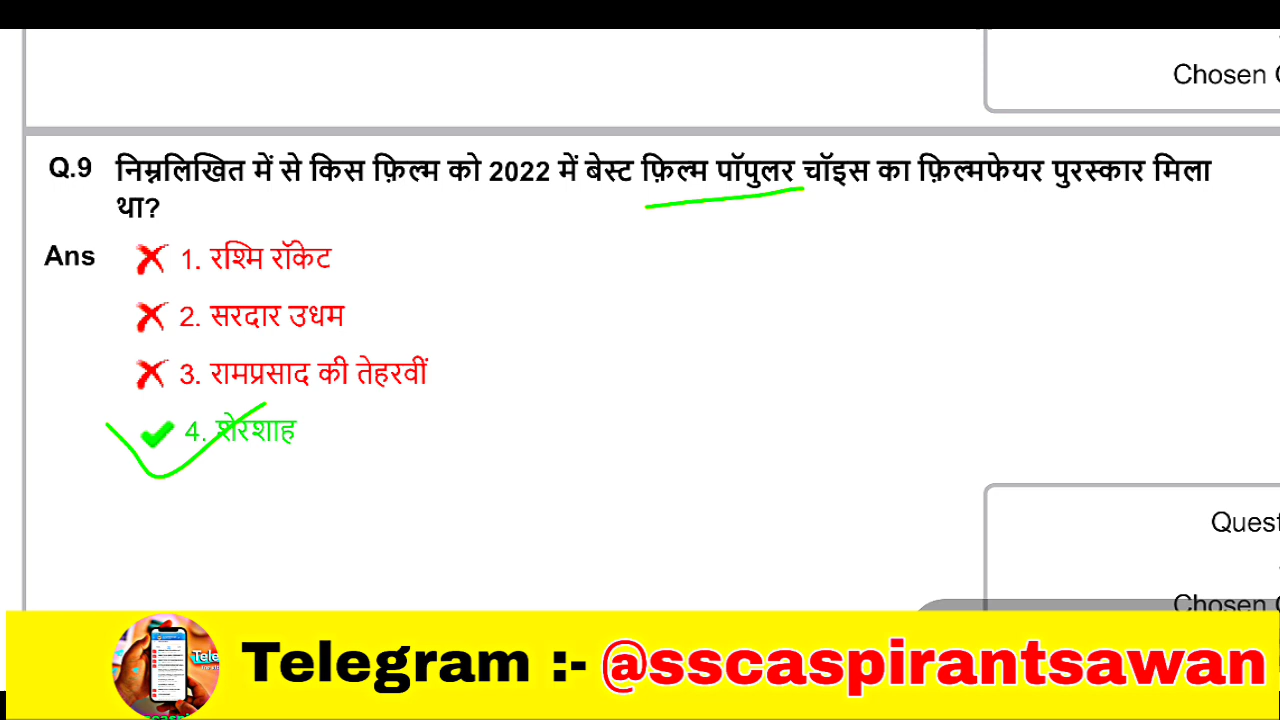 Chosen
Q.9 निम्नलिखित में से किस फ़िल्म को 2022 में बेस्ट फ़िल्म पॉपुलर चॉइस का फ़िल्मफेयर पुरस्कार मिला
था?
Ans 1. रश्मि रॉकेट
2. सरदार उधम
3. रामप्रसाद की तेहरवीं
4. शेरशाह
Quest
Chosen
Telegram :- @sscaspirantsawan